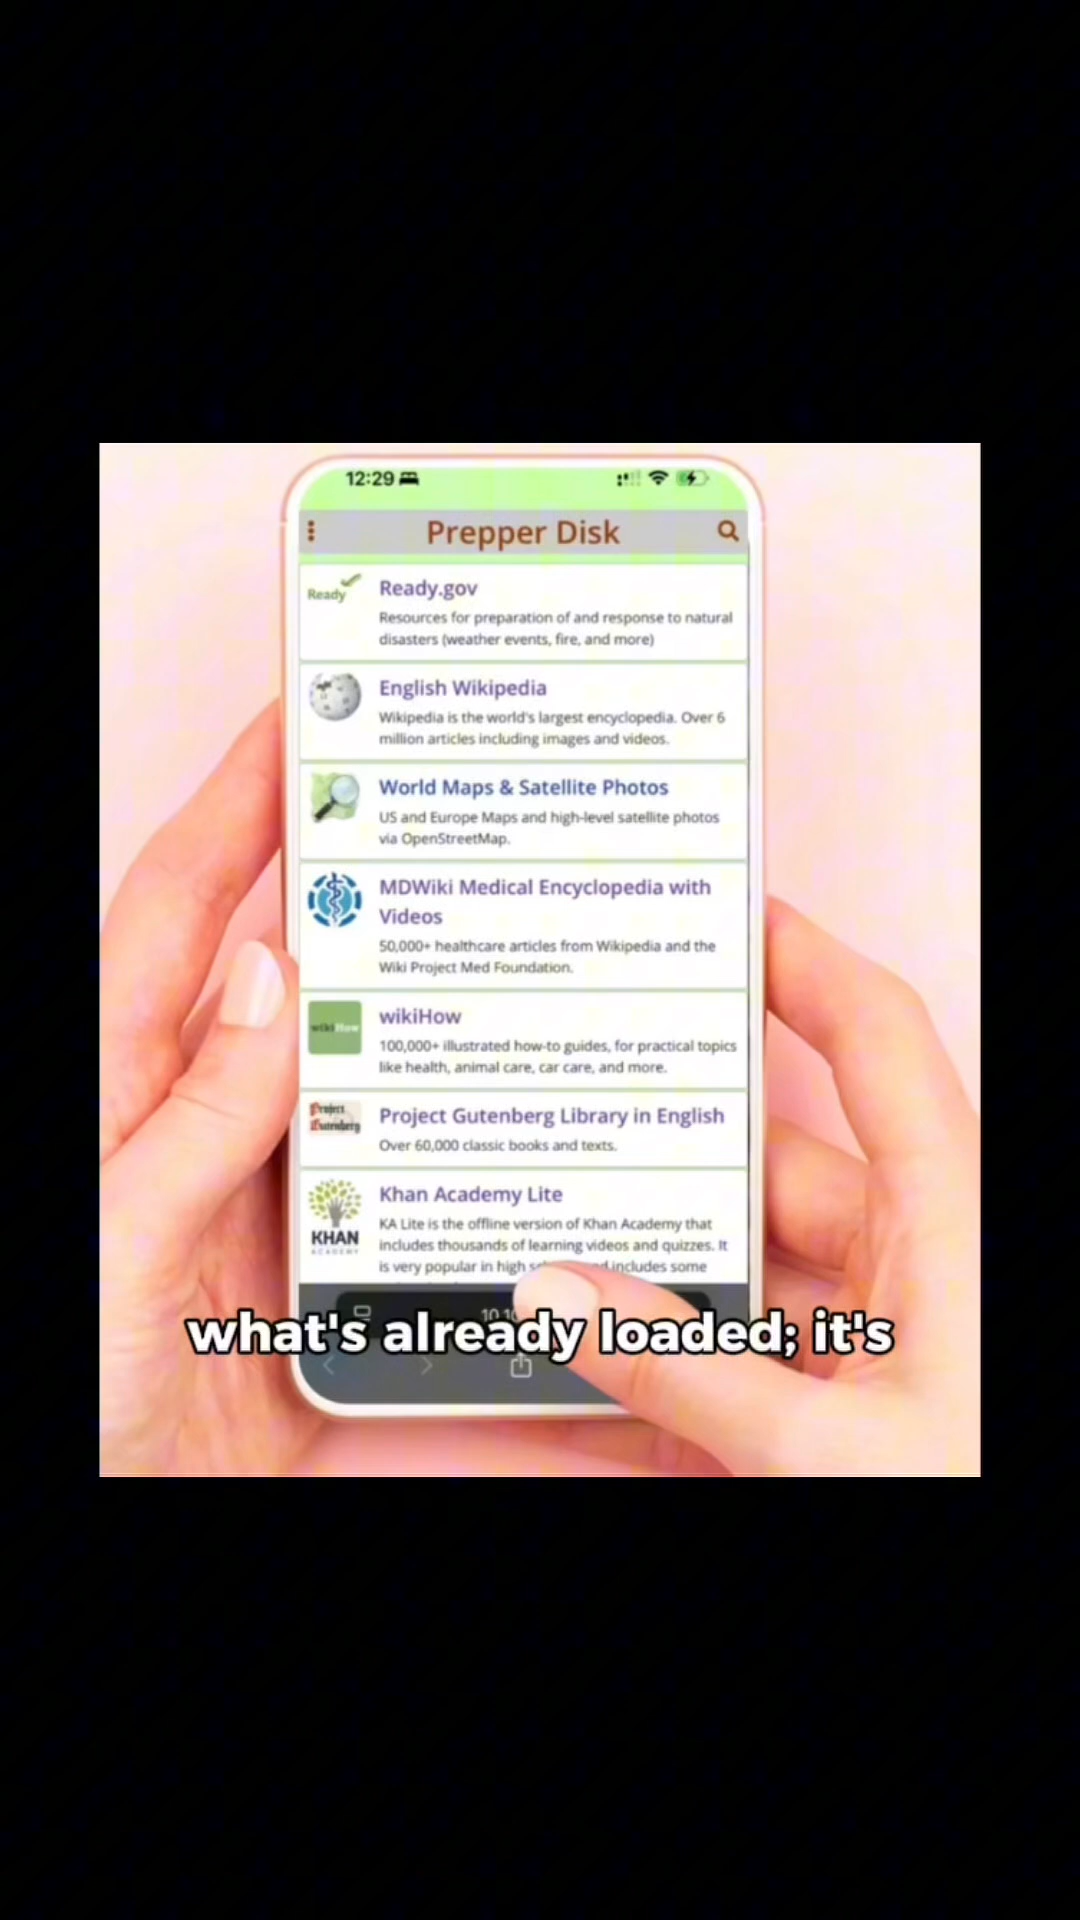 12:29
Prepper Disk
Ready
Ready.gov
Resources for preparation of and response to natural
disasters (weather events, fire, and more)
English Wikipedia
Wikipedia is the world's largest encyclopedia. Over 6
million articles including images and videos.
World Maps & Satellite Photos
US and Europe Maps and high-level satellite photos
via OpenStreetMap.
MDWiki Medical Encyclopedia with
Videos
50,000+ healthcare articles from Wikipedia and the
Wiki Project Med Foundation.
wikiHow
wikiHow
100,000+ illustrated how-to guides, for practical topics
like health, animal care, car care, and more.
Project
Gutenberg
Project Gutenberg Library in English
Over 60,000 classic books and texts.
KHAN
ACADEMY
Khan Academy Lite
KA Lite is the offline version of Khan Academy that
includes thousands of learning videos and quizzes. It
is very popular in high includes some
what's already loaded; it's